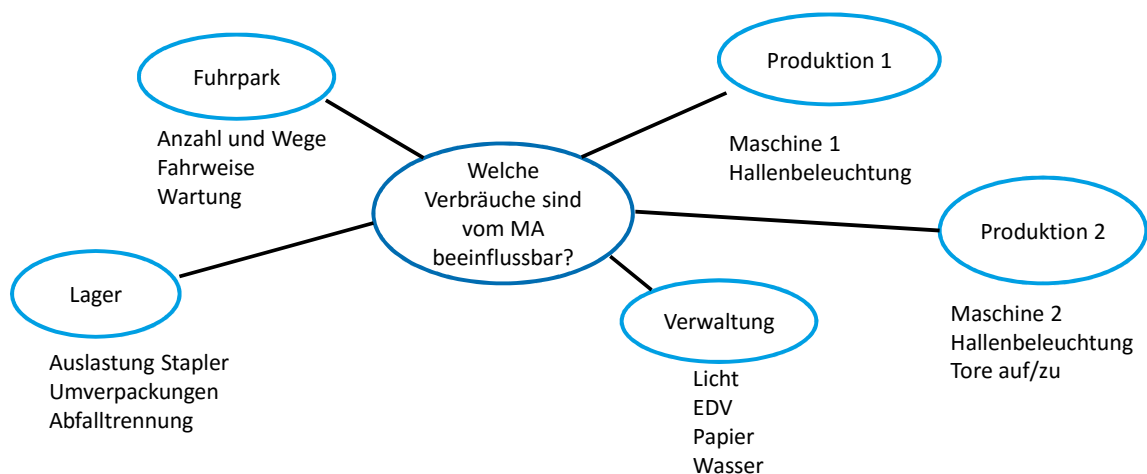 Fuhrpark
Anzahl und Wege
Fahrweise
Wartung
Produktion 1
Maschine 1
Hallenbeleuchtung
Welche
Verbräuche sind
vom MA
beeinflussbar?
Produktion 2
Maschine 2
Hallenbeleuchtung
Tore auf/zu
Lager
Auslastung Stapler
Umverpackungen
Abfalltrennung
Verwaltung
Licht
EDV
Papier
Wasser